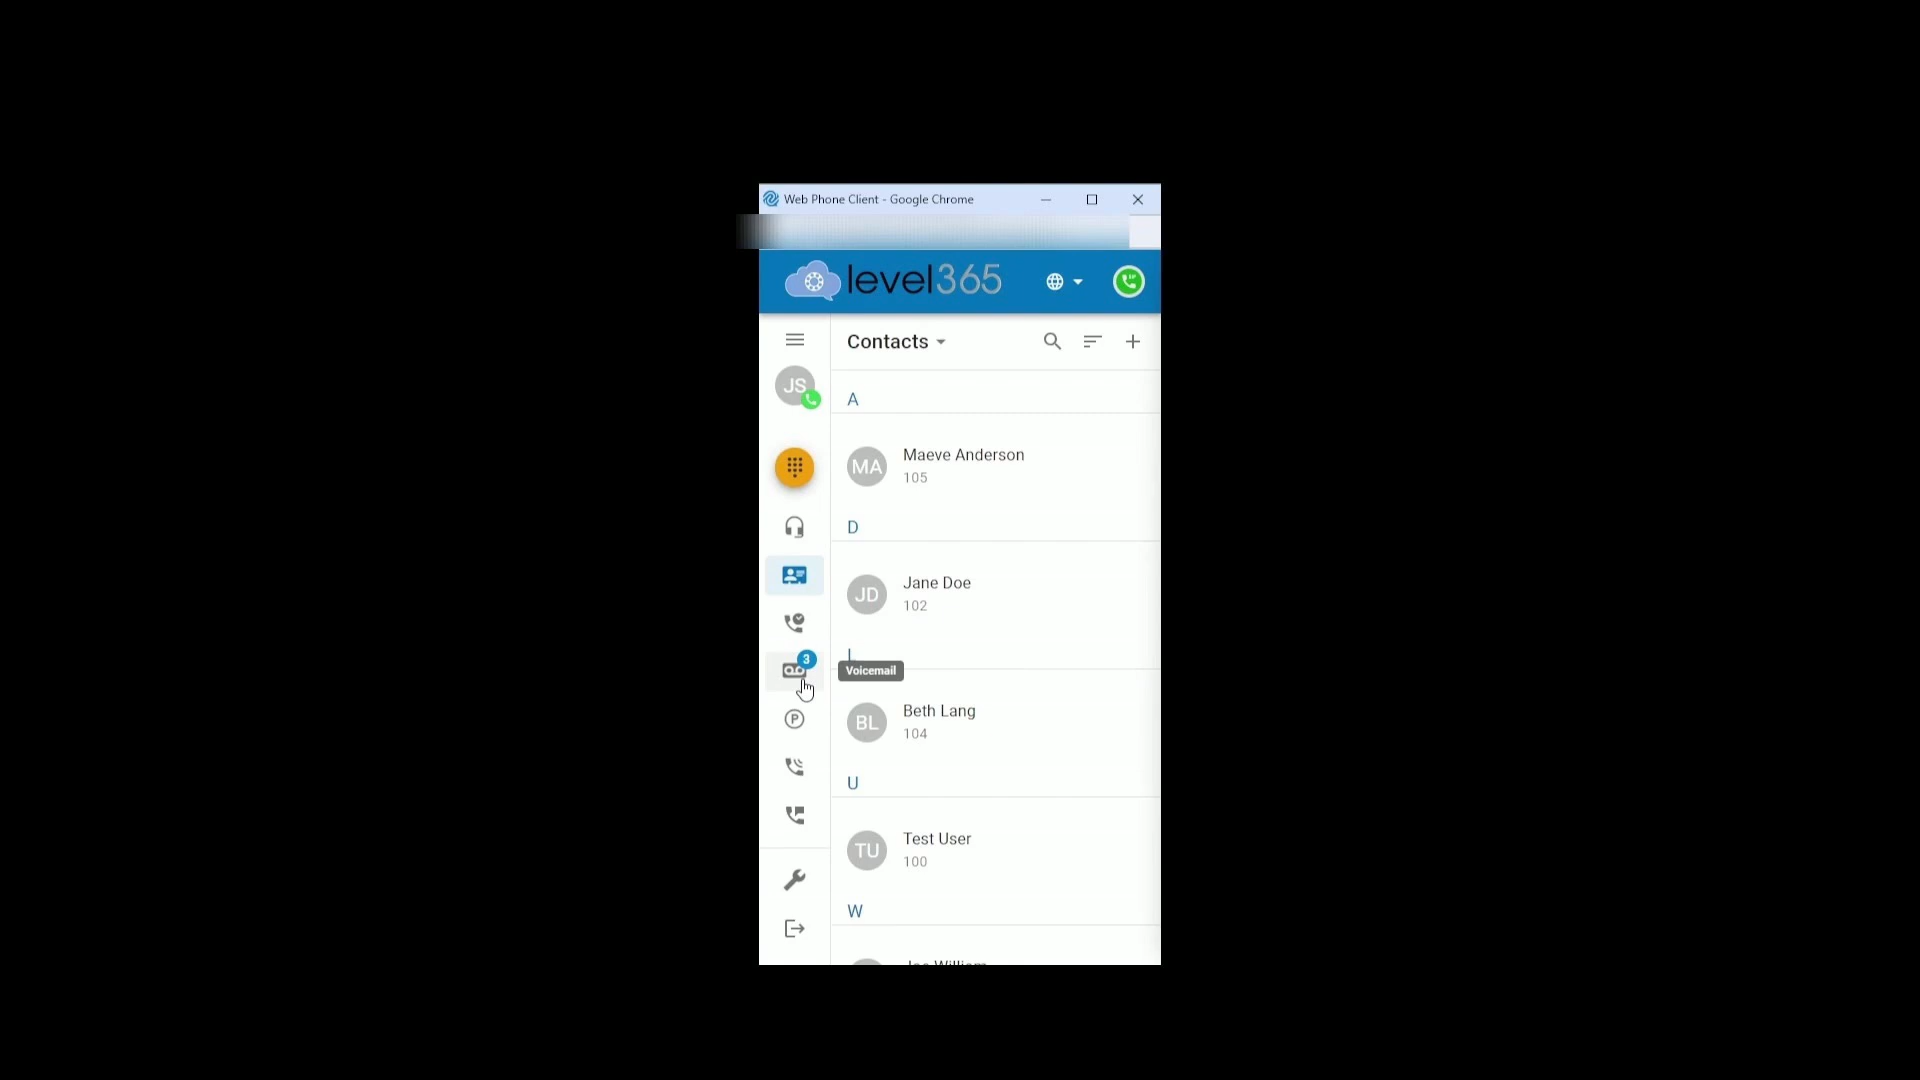 Web Phone Client - Google Chrome
level365
Contacts
JS
A
MA
Maeve Anderson
105
D
JD
Jane Doe
102
L
3
Voicemail
BL
Beth Lang
104
P
U
TU
Test User
100
W